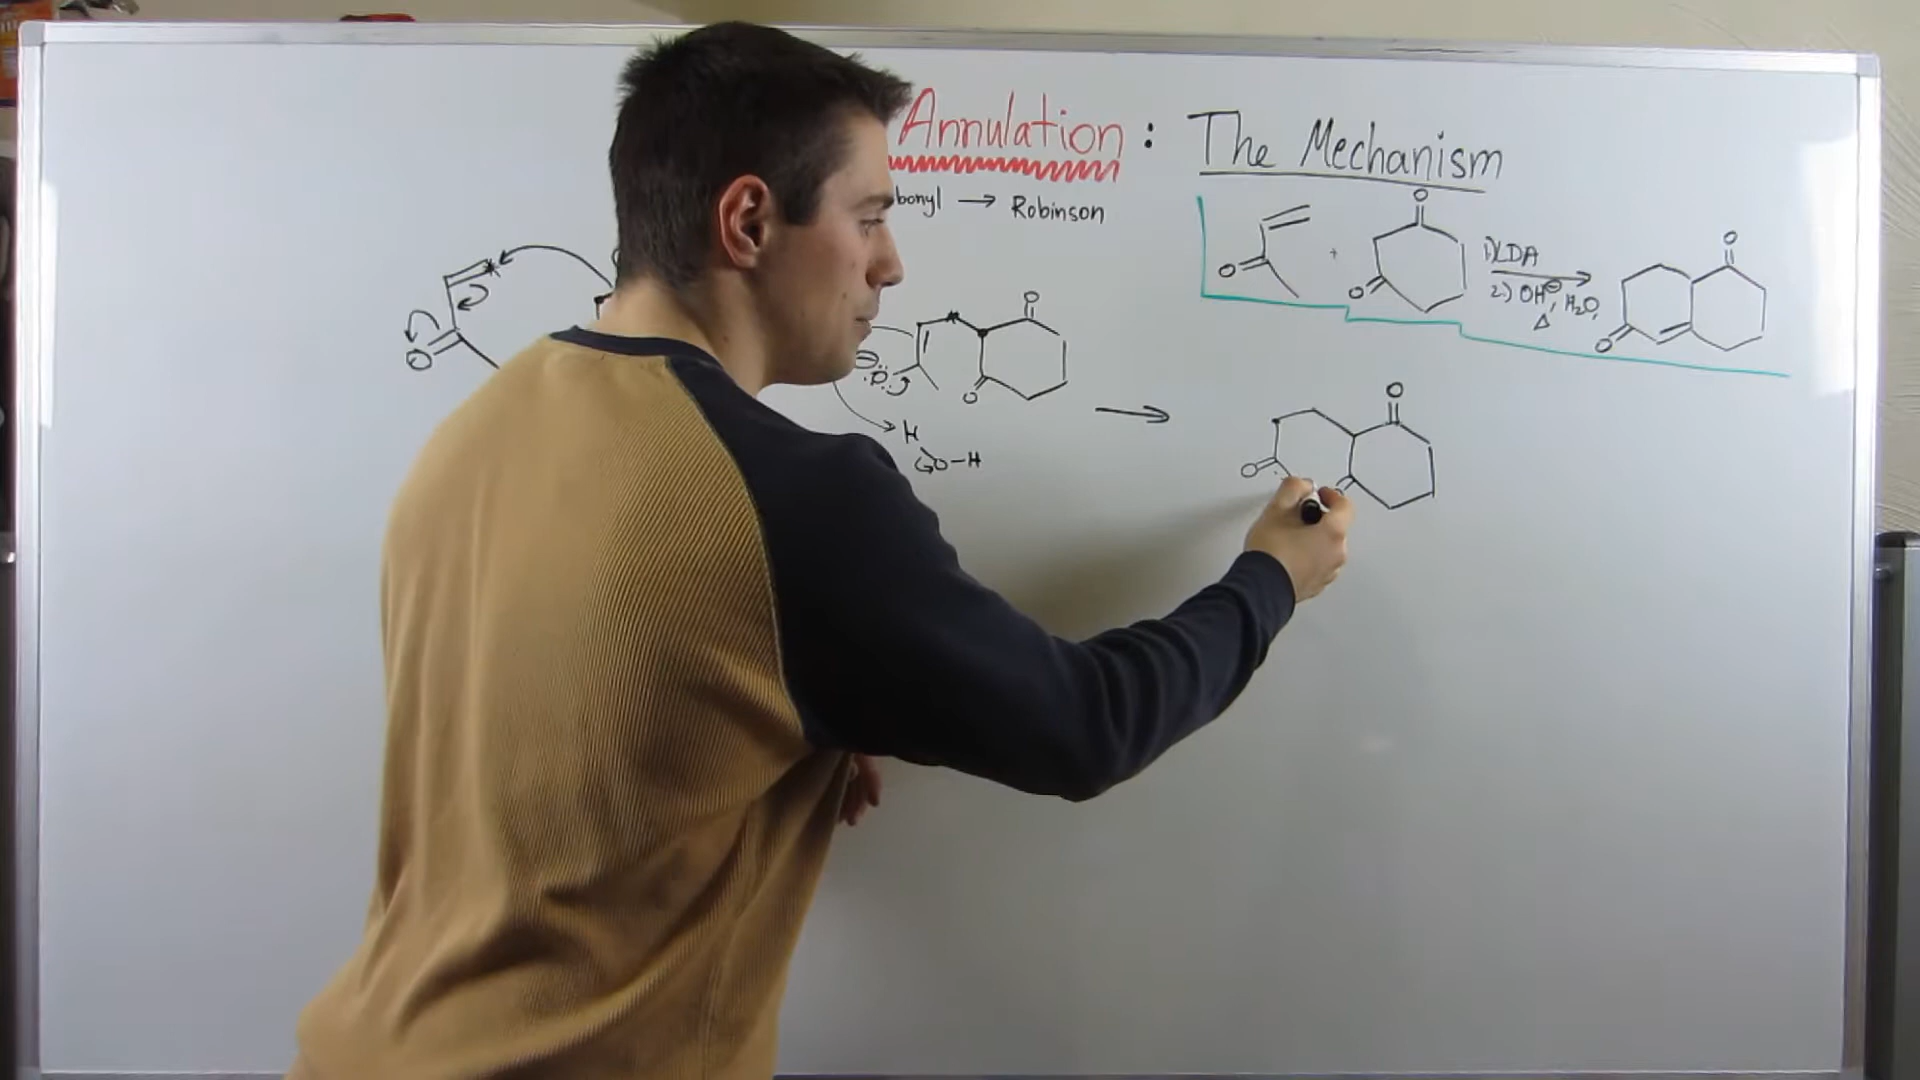 Annulation : The Mechanism
bonyl → Robinson
O
O
+
O
O
1) LDA
2) OH⊖, H2O,
Δ
O
O
O
O
⊖ :O:
O
H
O-H
O
O